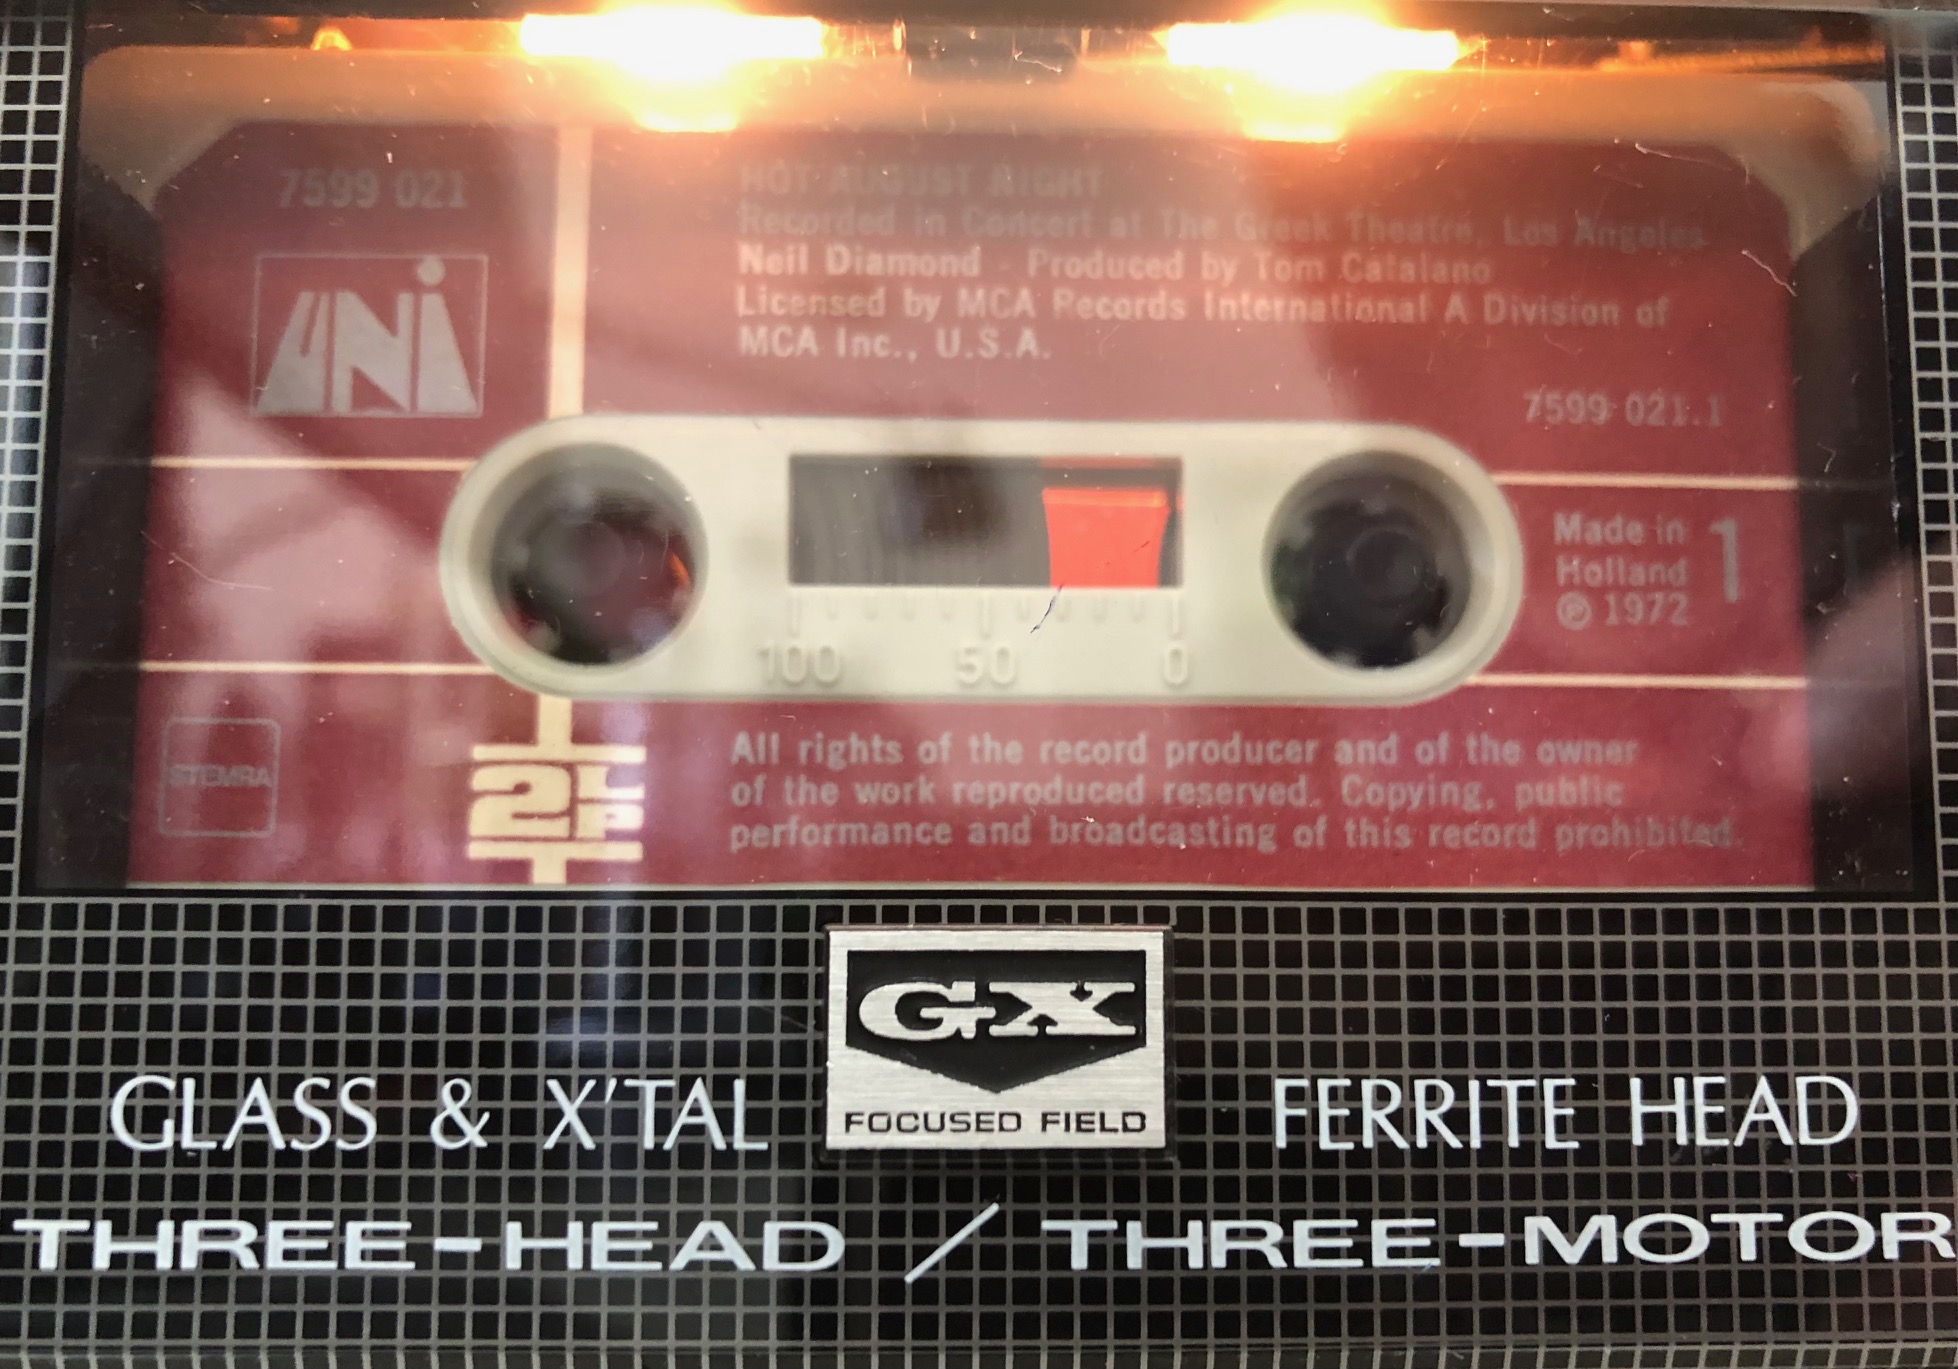 7599 021
UNi
HOT AUGUST NIGHT
Recorded in Concert at The Greek Theatre, Los Angeles
Neil Diamond - Produced by Tom Catalano
Licensed by MCA Records International A Division of
MCA Inc., U.S.A.
7599 021.1
Made in
Holland
℗ 1972
1
100 50 0
STEMRA
2LP
All rights of the record producer and of the owner
of the work reproduced reserved. Copying, public
performance and broadcasting of this record prohibited.
GX
FOCUSED FIELD
GLASS & X'TAL FERRITE HEAD
THREE-HEAD / THREE-MOTOR